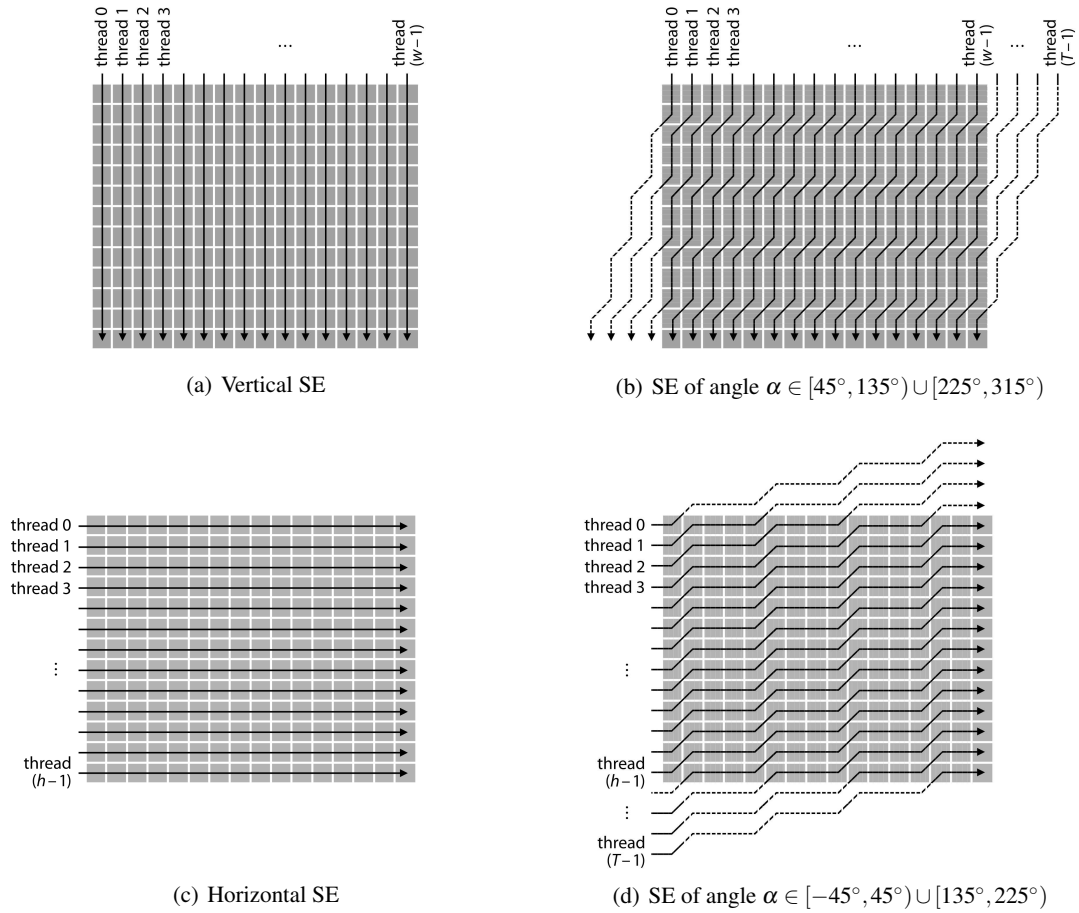 thread 0
thread 1
thread 2
thread 3
...
thread
(w−1)
(a) Vertical SE
thread 0
thread 1
thread 2
thread 3
...
thread
(w−1)
...
thread
(T−1)
(b) SE of angle α ∈ [45°,135°) ∪ [225°,315°)
thread 0
thread 1
thread 2
thread 3
...
thread
(h−1)
(c) Horizontal SE
thread 0
thread 1
thread 2
thread 3
...
thread
(h−1)
...
thread
(T−1)
(d) SE of angle α ∈ [−45°,45°) ∪ [135°,225°)